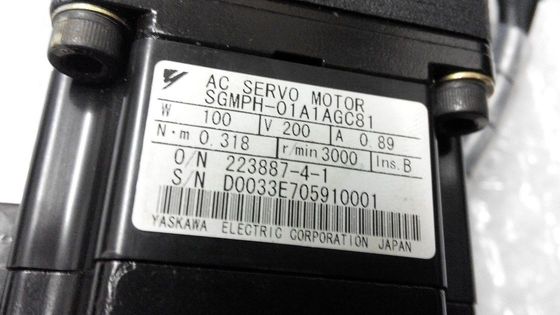 AC SERVO MOTOR
SGMPH-01A1AGC81
W 100 V 200 A 0.89
N·m 0.318 r/min 3000 Ins.B
O/N 223887-4-1
S/N D0033E705910001
YASKAWA ELECTRIC CORPORATION JAPAN